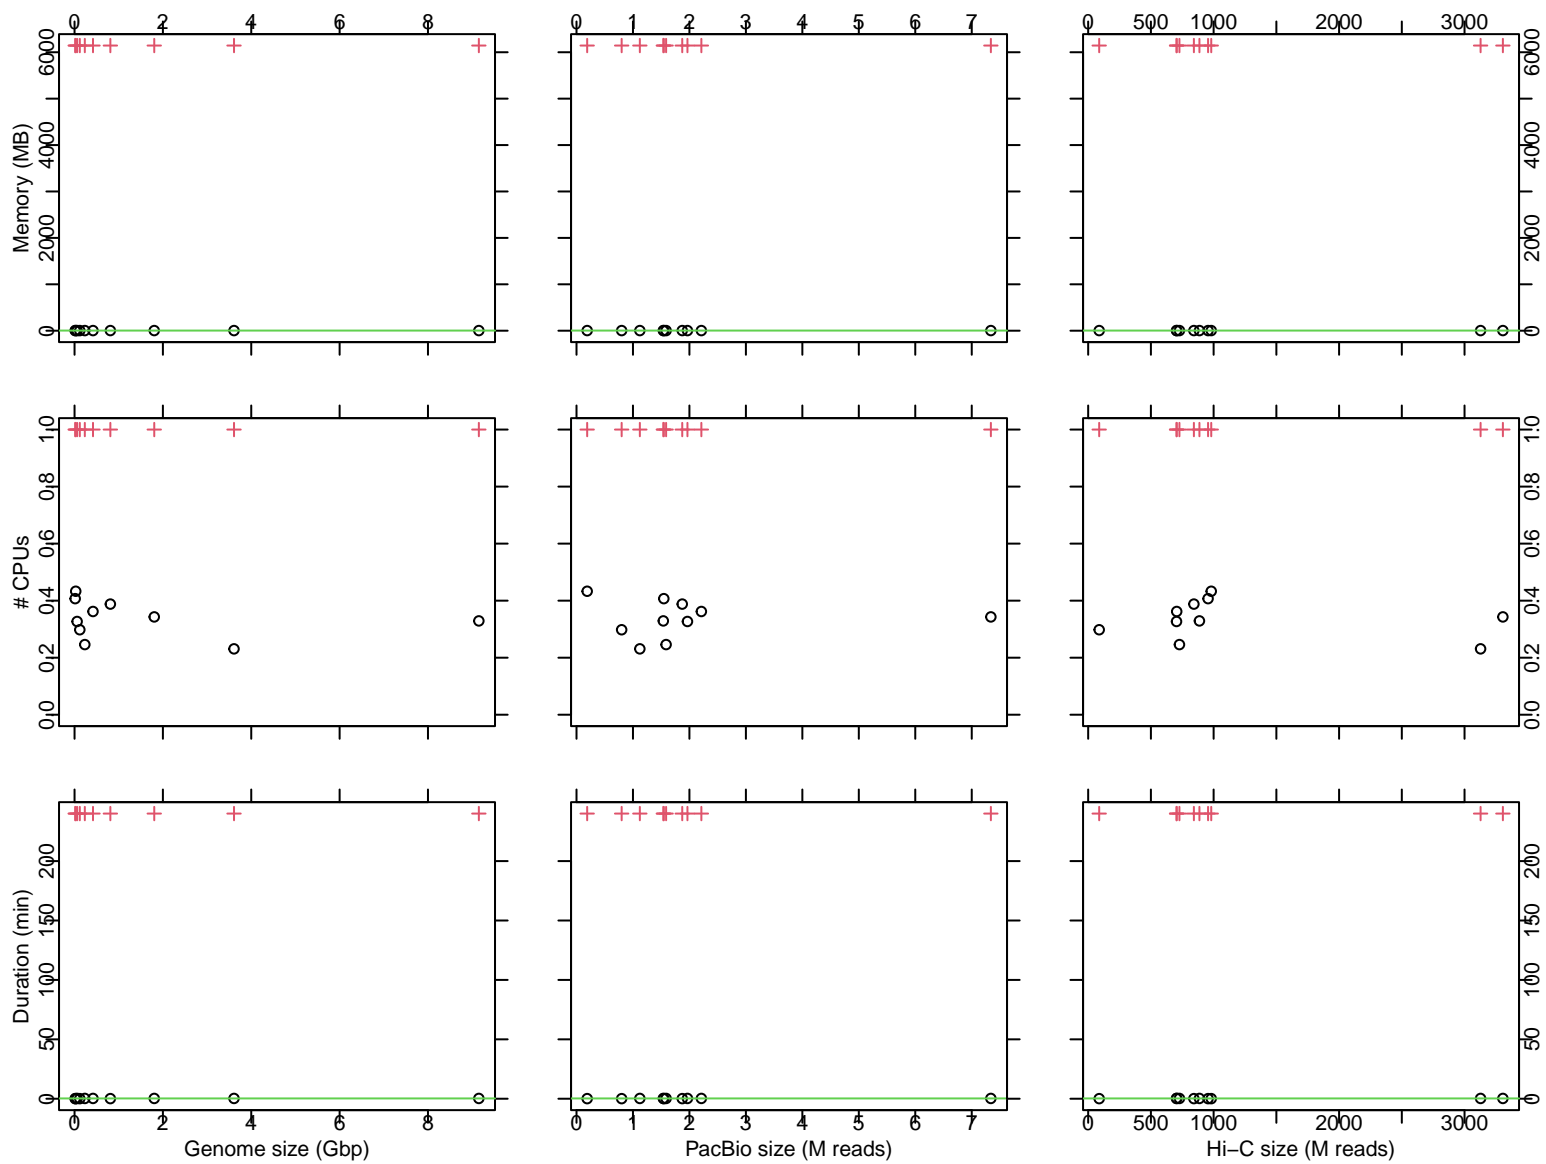 0 2 4 6 8
0 1 2 3 4 5 6 7
0 500 1000 2000 3000
Memory (MB)
0 2000 4000 6000
0 2000 4000 6000
# CPUs
0.0 0.2 0.4 0.6 0.8 1.0
0.0 0.2 0.4 0.6 0.8 1.0
Duration (min)
0 50 100 150 200
0 50 100 150 200
0 2 4 6 8
Genome size (Gbp)
0 1 2 3 4 5 6 7
PacBio size (M reads)
0 500 1000 2000 3000
Hi−C size (M reads)